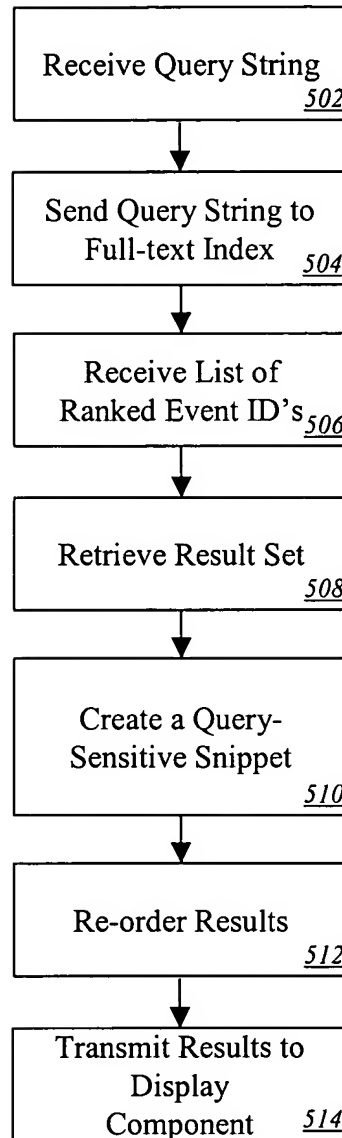 Receive Query String
502
Send Query String to
Full-text Index
504
Receive List of
Ranked Event ID's
506
Retrieve Result Set
508
Create a Query-
Sensitive Snippet
510
Re-order Results
512
Transmit Results to
Display
Component
514